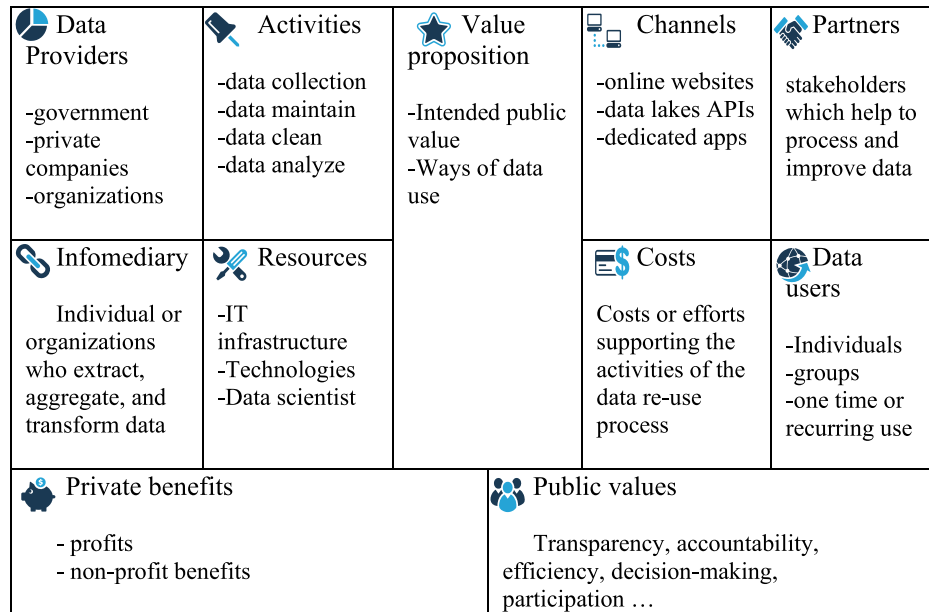 Data
Providers
-government
-private
companies
-organizations
Activities
-data collection
-data maintain
-data clean
-data analyze
Value
proposition
-Intended public
value
-Ways of data
use
Channels
-online websites
-data lakes APIs
-dedicated apps
Partners
stakeholders
which help to
process and
improve data
Infomediary
Individual or
organizations
who extract,
aggregate, and
transform data
Resources
-IT
infrastructure
-Technologies
-Data scientist
Costs
Costs or efforts
supporting the
activities of the
data re-use
process
Data
users
-Individuals
-groups
-one time or
recurring use
Private benefits
- profits
- non-profit benefits
Public values
Transparency, accountability,
efficiency, decision-making,
participation …